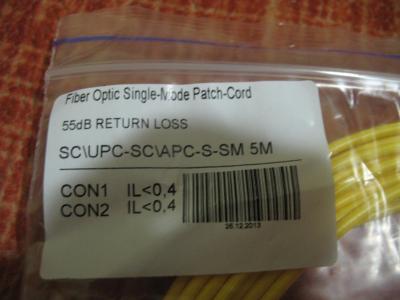 Fiber Optic Single-Mode Patch-Cord
55dB RETURN LOSS
SC\UPC-SC\APC-S-SM 5M
CON1 IL<0,4
CON2 IL<0,4
26.12.2013